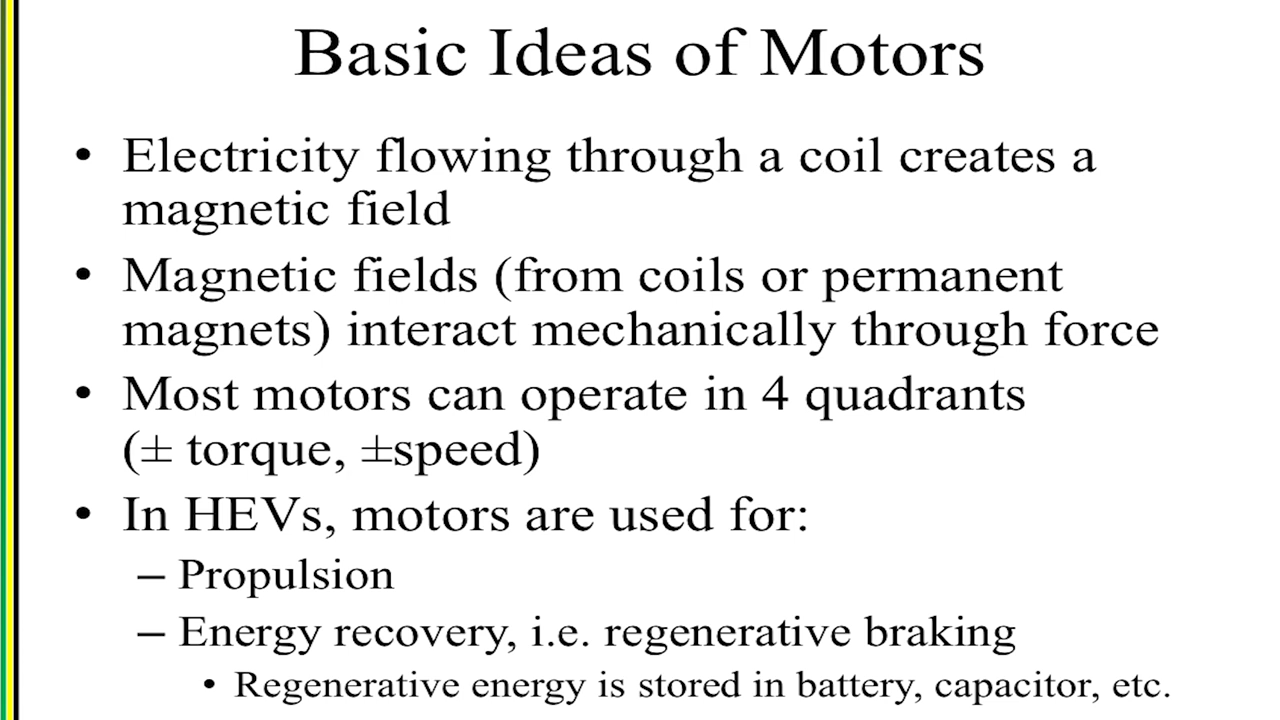 Basic Ideas of Motors
• Electricity flowing through a coil creates a
magnetic field
• Magnetic fields (from coils or permanent
magnets) interact mechanically through force
• Most motors can operate in 4 quadrants
(± torque, ±speed)
• In HEVs, motors are used for:
– Propulsion
– Energy recovery, i.e. regenerative braking
• Regenerative energy is stored in battery, capacitor, etc.